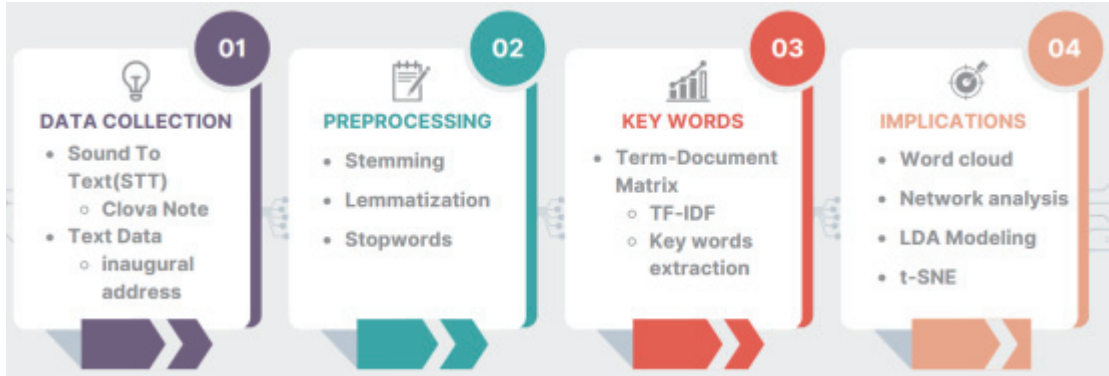 01
DATA COLLECTION
• Sound To
Text(STT)
○ Clova Note
• Text Data
○ inaugural
address
02
PREPROCESSING
• Stemming
• Lemmatization
• Stopwords
03
KEY WORDS
• Term-Document
Matrix
○ TF-IDF
○ Key words
extraction
04
IMPLICATIONS
• Word cloud
• Network analysis
• LDA Modeling
• t-SNE